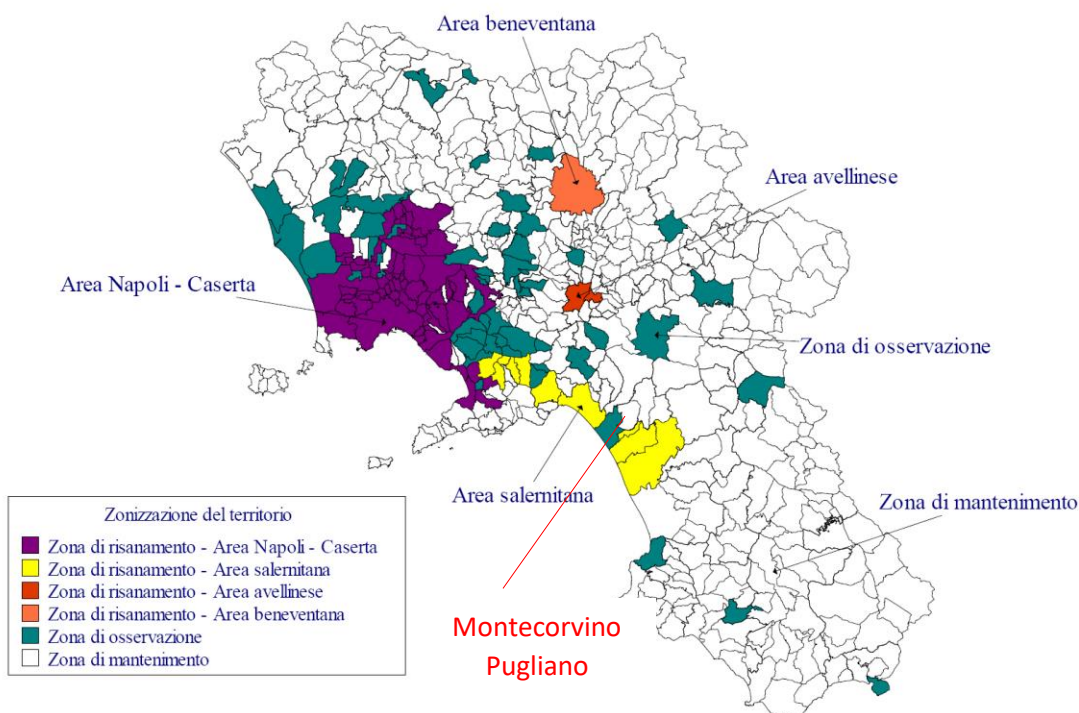 Area beneventana
Area avellinese
Area Napoli - Caserta
Zona di osservazione
Area salernitana
Zona di mantenimento
Zonizzazione del territorio
Zona di risanamento - Area Napoli - Caserta
Zona di risanamento - Area salernitana
Zona di risanamento - Area avellinese
Zona di risanamento - Area beneventana
Zona di osservazione
Zona di mantenimento
Montecorvino
Pugliano